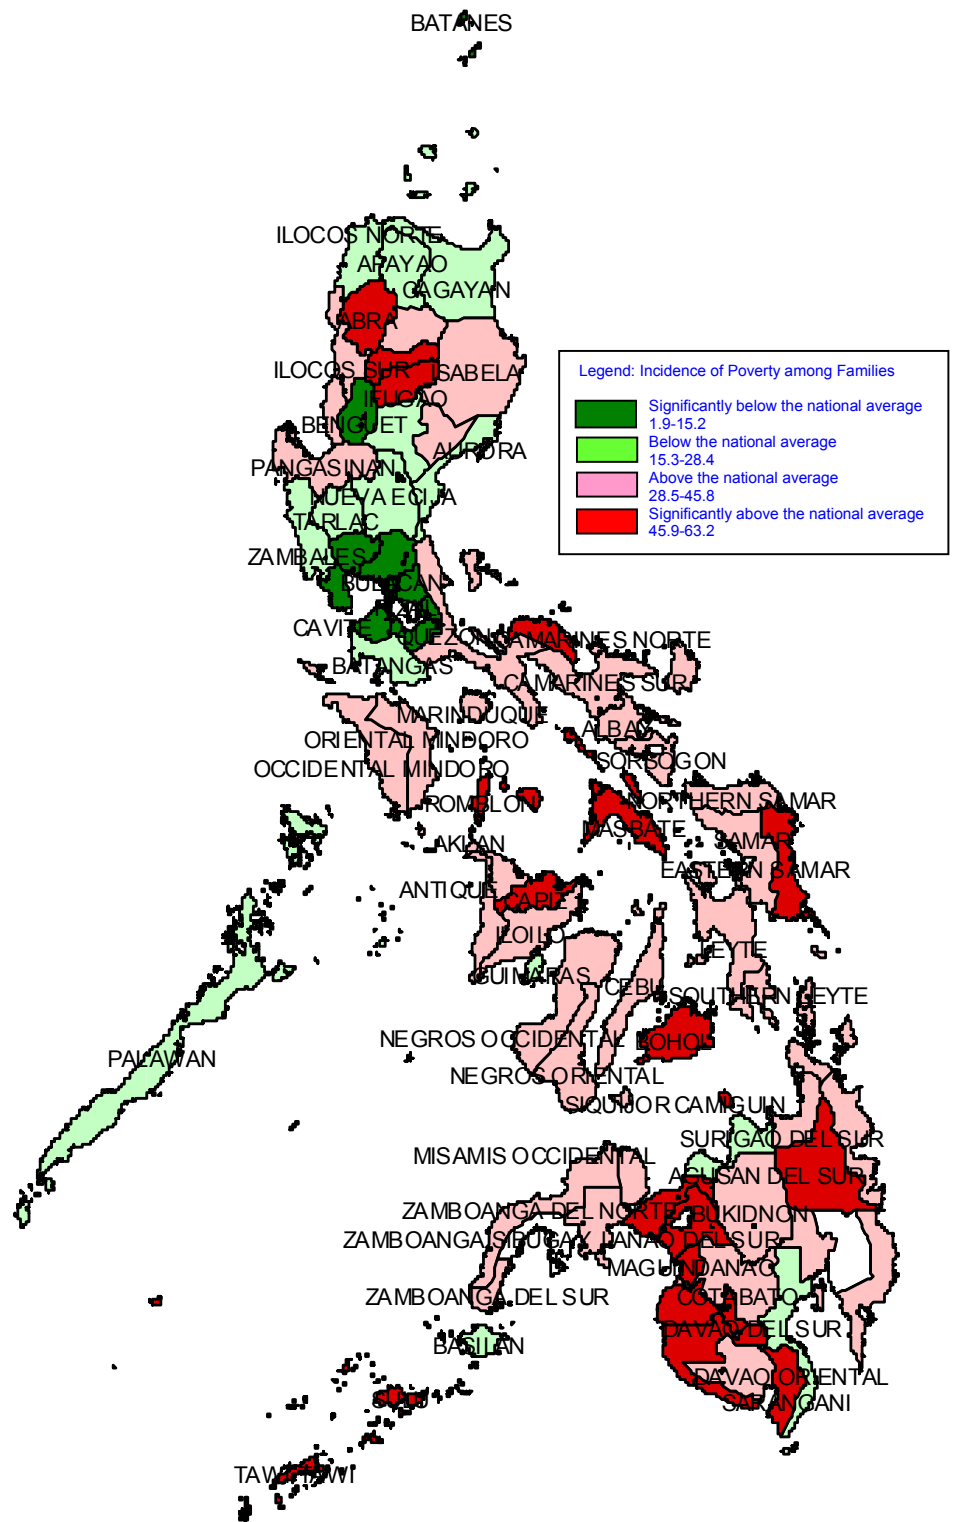 BATANES
ILOCOS NORTE
APAYAO
CAGAYAN
ABRA
ILOCOS SUR
ISABELA
IFUGAO
BENGUET
AURORA
PANGASINAN
NUEVA ECIJA
TARLAC
ZAMBALES
BULACAN
CAVITE
QUEZON
CAMARINES NORTE
BATANGAS
CAMARINES SUR
MARINDUQUE
ALBAY
ORIENTAL MINDORO
SORSOGON
OCCIDENTAL MINDORO
ROMBLON
NORTHERN SAMAR
MASBATE
AKLAN
SAMAR
EASTERN SAMAR
ANTIQUE
CAPIZ
ILOILO
LEYTE
GUIMARAS
CEBU
SOUTHERN LEYTE
NEGROS OCCIDENTAL
BOHOL
PALAWAN
NEGROS ORIENTAL
SIQUIJOR
CAMIGUIN
SURIGAO DEL SUR
MISAMIS OCCIDENTAL
AGUSAN DEL SUR
ZAMBOANGA DEL NORTE
BUKIDNON
ZAMBOANGA SIBUGAY
LANAO DEL SUR
MAGUINDANAO
ZAMBOANGA DEL SUR
COTABATO
DAVAO DEL SUR
BASILAN
DAVAO ORIENTAL
SARANGANI
SULU
TAWI-TAWI
Legend: Incidence of Poverty among Families
Significantly below the national average
1.9-15.2
Below the national average
15.3-28.4
Above the national average
28.5-45.8
Significantly above the national average
45.9-63.2